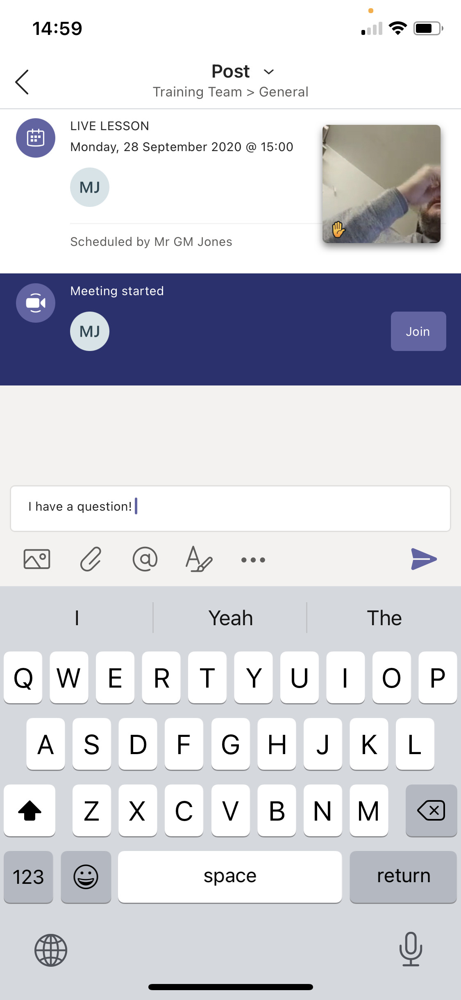 14:59
Post
Training Team > General
LIVE LESSON
Monday, 28 September 2020 @ 15:00
MJ
Scheduled by Mr GM Jones
Meeting started
MJ
Join
I have a question!
I
Yeah
The
Q W E R T Y U I O P
A S D F G H J K L
Z X C V B N M
123
space
return